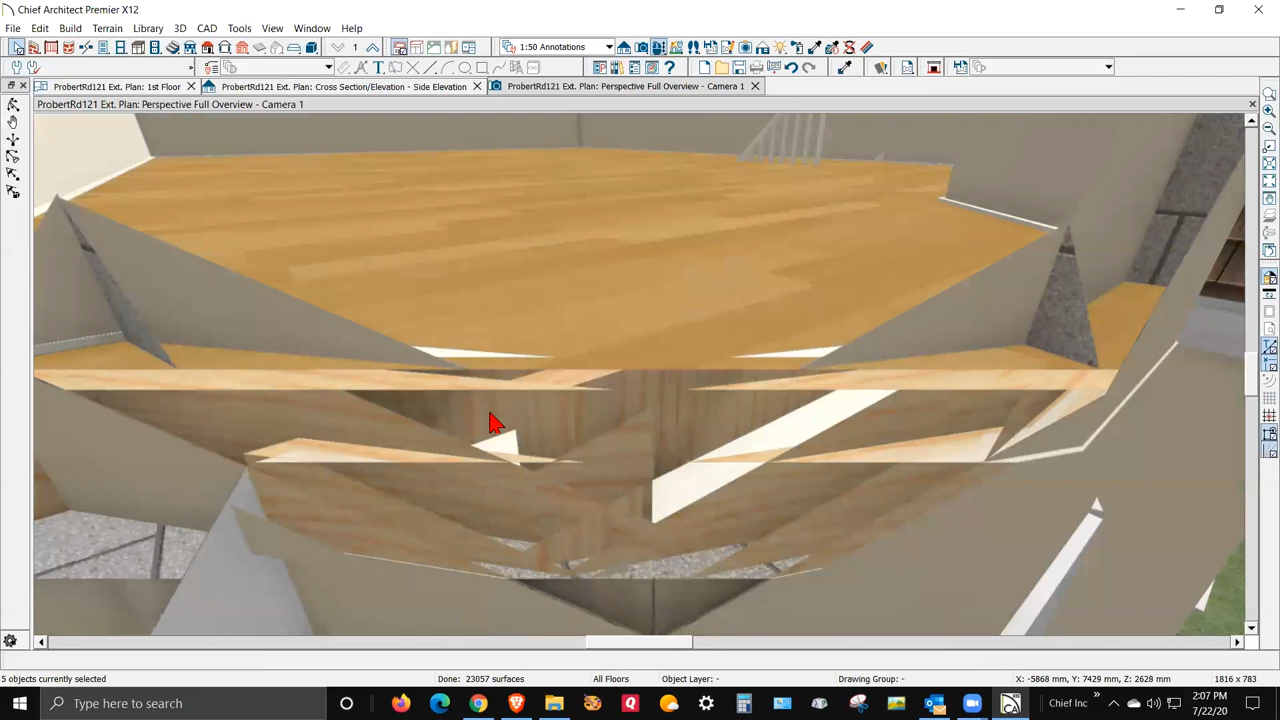 Chief Architect Premier X12
File Edit Build Terrain Library 3D CAD Tools View Window Help
1:50 Annotations
ProbertRd121 Ext. Plan: 1st Floor ProbertRd121 Ext. Plan: Cross Section/Elevation - Side Elevation ProbertRd121 Ext. Plan: Perspective Full Overview - Camera 1
ProbertRd121 Ext. Plan: Perspective Full Overview - Camera 1
5 objects currently selected Done: 23057 surfaces All Floors Object Layer: - Drawing Group: - X: -5868 mm, Y: 7429 mm, Z: 2628 mm 1816 x 783
Type here to search Chief Inc 2:07 PM
7/22/20